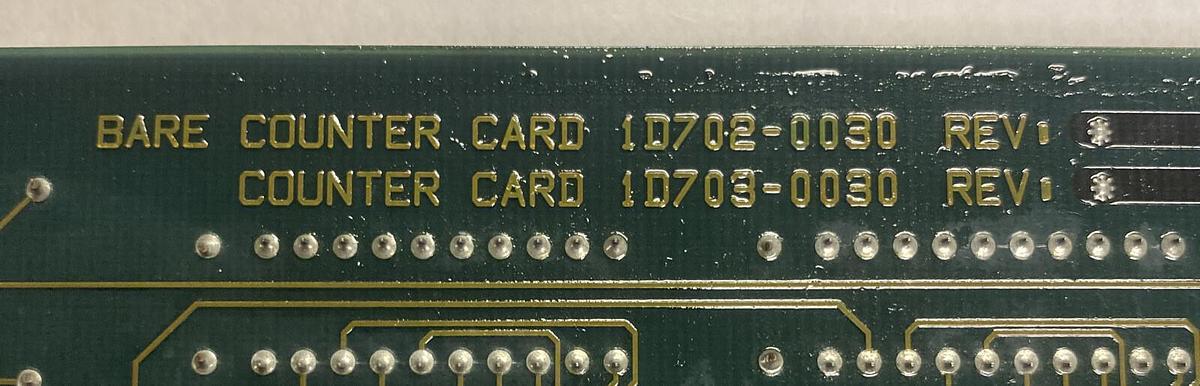 BARE COUNTER CARD 1D702-0030 REV: *
COUNTER CARD 1D703-0030 REV: *